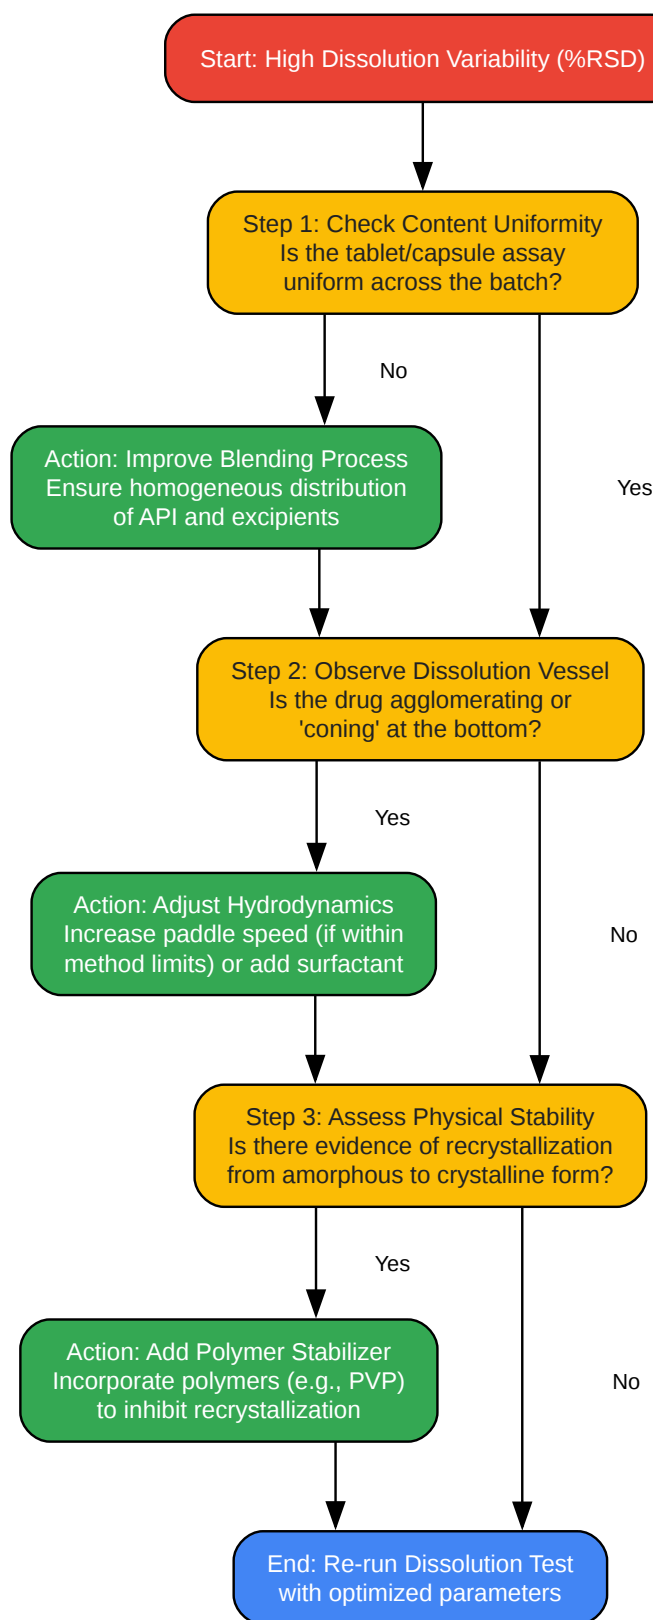 Start: High Dissolution Variability (%RSD)
Step 1: Check Content Uniformity
Is the tablet/capsule assay
uniform across the batch?
No
Action: Improve Blending Process
Ensure homogeneous distribution
of API and excipients
Yes
Step 2: Observe Dissolution Vessel
Is the drug agglomerating or
'coning' at the bottom?
Yes
Action: Adjust Hydrodynamics
Increase paddle speed (if within
method limits) or add surfactant
No
Step 3: Assess Physical Stability
Is there evidence of recrystallization
from amorphous to crystalline form?
Yes
Action: Add Polymer Stabilizer
Incorporate polymers (e.g., PVP)
to inhibit recrystallization
No
End: Re-run Dissolution Test
with optimized parameters